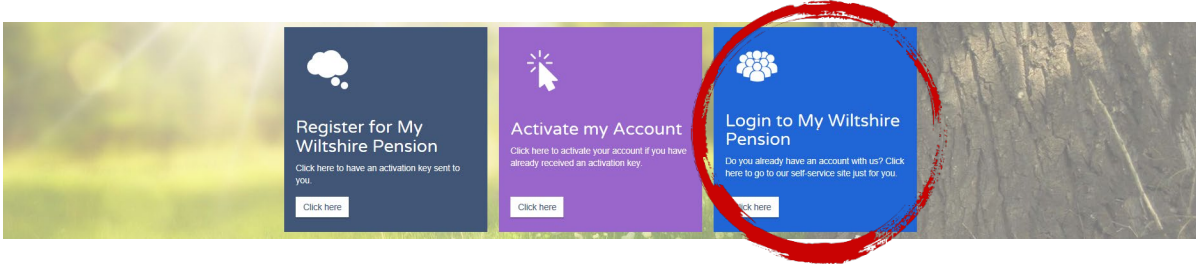 Register for My
Wiltshire Pension
Click here to have an activation key sent to
you.
Click here
Activate my Account
Click here to activate your account if you have
already received an activation key.
Click here
Login to My Wiltshire
Pension
Do you already have an account with us? Click
here to go to our self-service site just for you.
Click here